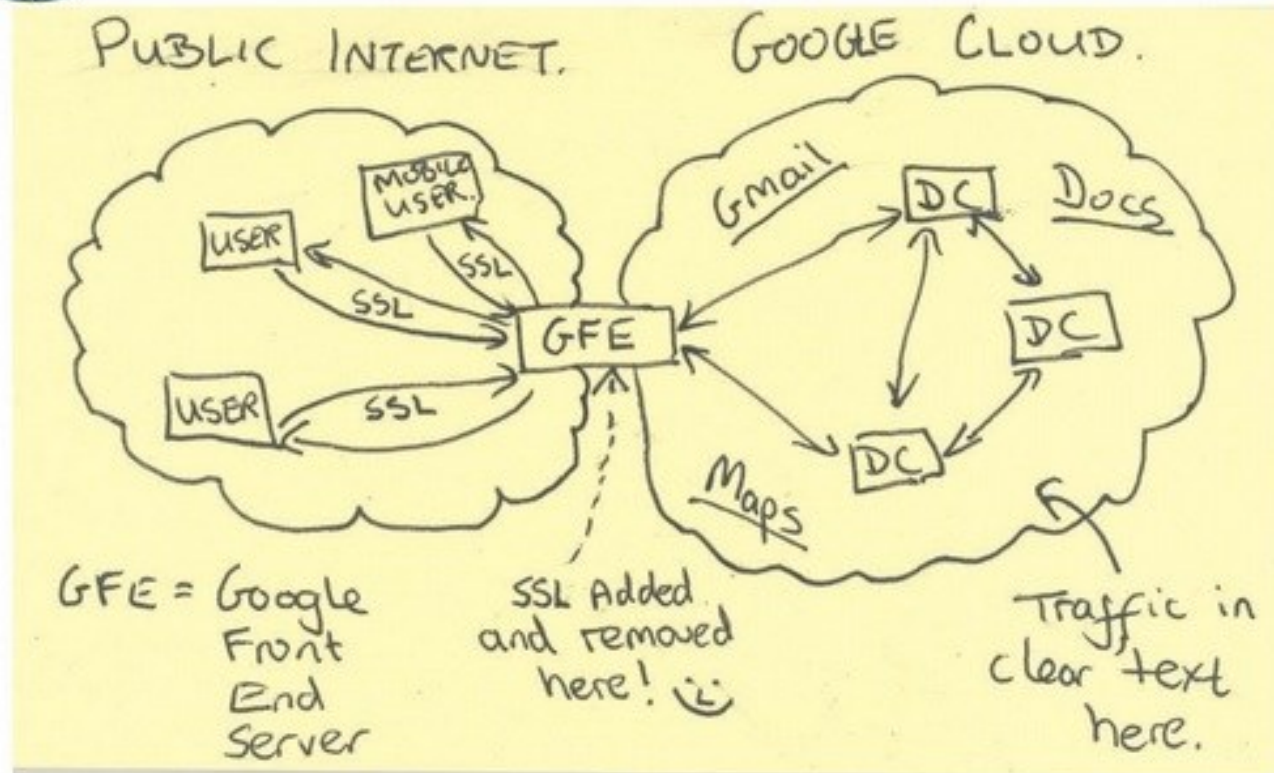 PUBLIC INTERNET.
GOOGLE CLOUD.
MOBILE
USER.
USER
SSL
SSL
GFE
USER
SSL
Gmail
DC
Docs
DC
DC
Maps
GFE = Google
Front
End
Server
SSL Added
and removed
here!
Traffic in
clear text
here.